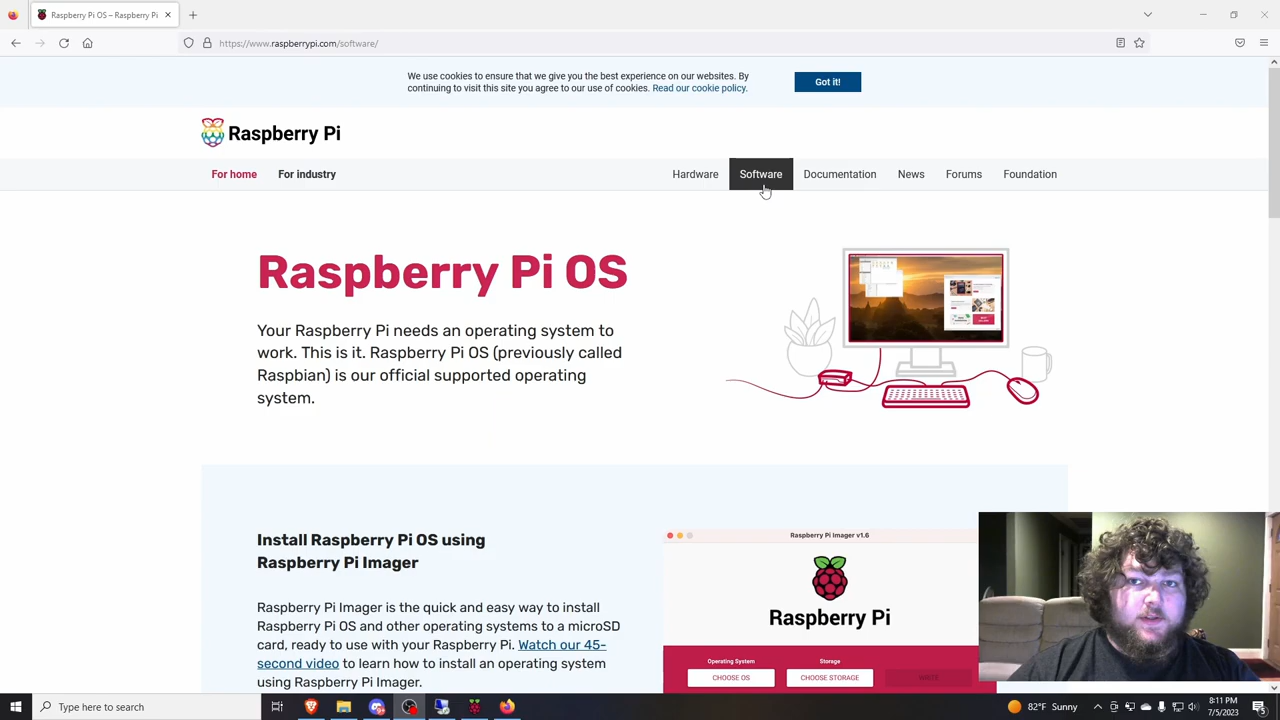 Raspberry Pi OS – Raspberry Pi
https://www.raspberrypi.com/software/
We use cookies to ensure that we give you the best experience on our websites. By
continuing to visit this site you agree to our use of cookies. Read our cookie policy.
Got it!
Raspberry Pi
For home
For industry
Hardware
Software
Documentation
News
Forums
Foundation
Raspberry Pi OS
Your Raspberry Pi needs an operating system to
work. This is it. Raspberry Pi OS (previously called
Raspbian) is our official supported operating
system.
Install Raspberry Pi OS using
Raspberry Pi Imager
Raspberry Pi Imager is the quick and easy way to install
Raspberry Pi OS and other operating systems to a microSD
card, ready to use with your Raspberry Pi. Watch our 45-
second video to learn how to install an operating system
using Raspberry Pi Imager.
Raspberry Pi Imager v1.6
Raspberry Pi
Operating System
Storage
CHOOSE OS
CHOOSE STORAGE
WRITE
Type here to search
82°F Sunny
8:11 PM
7/5/2023